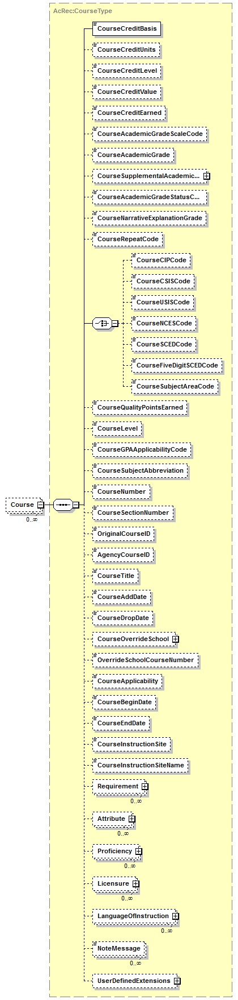 AcRec:CourseType
CourseCreditBasis
CourseCreditUnits
CourseCreditLevel
CourseCreditValue
CourseCreditEarned
CourseAcademicGradeScaleCode
CourseAcademicGrade
CourseSupplementalAcademic...
CourseAcademicGradeStatusC...
CourseNarrativeExplanationGrade
CourseRepeatCode
CourseCIPCode
CourseCSISCode
CourseUSISCode
CourseNCESCode
CourseSCEDCode
CourseFiveDigitSCEDCode
CourseSubjectAreaCode
CourseQualityPointsEarned
CourseLevel
CourseGPAApplicabilityCode
CourseSubjectAbbreviation
CourseNumber
Course
0..∞
CourseSectionNumber
OriginalCourseID
AgencyCourseID
CourseTitle
CourseAddDate
CourseDropDate
CourseOverrideSchool
OverrideSchoolCourseNumber
CourseApplicability
CourseBeginDate
CourseEndDate
CourseInstructionSite
CourseInstructionSiteName
Requirement
0..∞
Attribute
0..∞
Proficiency
0..∞
Licensure
0..∞
LanguageOfInstruction
0..∞
NoteMessage
0..∞
UserDefinedExtensions